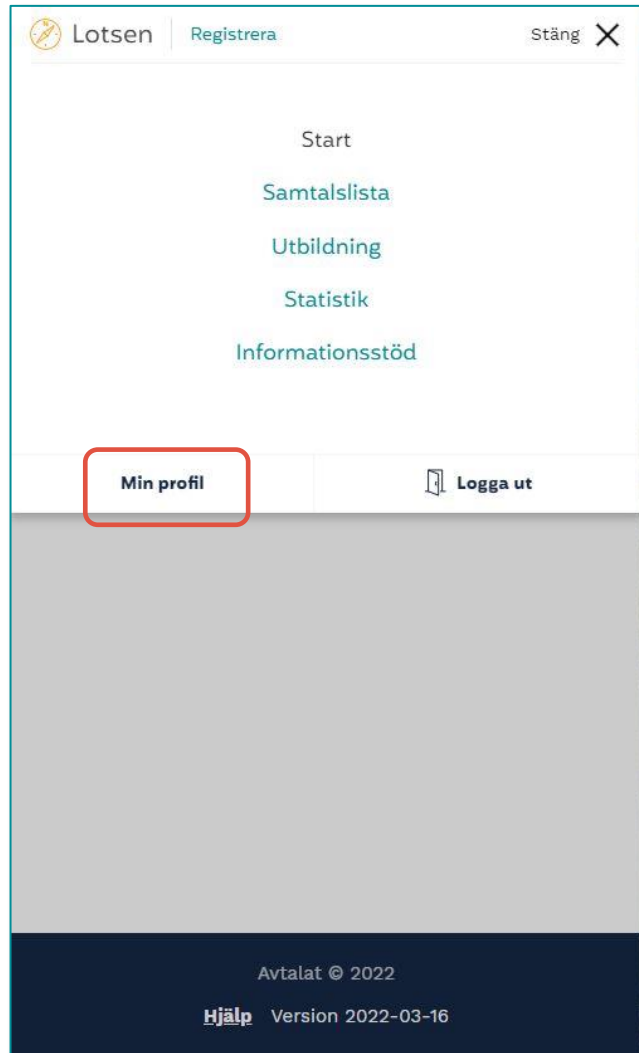 Lotsen Registrera Stäng
Start
Samtalslista
Utbildning
Statistik
Informationsstöd
Min profil Logga ut
Avtalat © 2022
Hjälp Version 2022-03-16